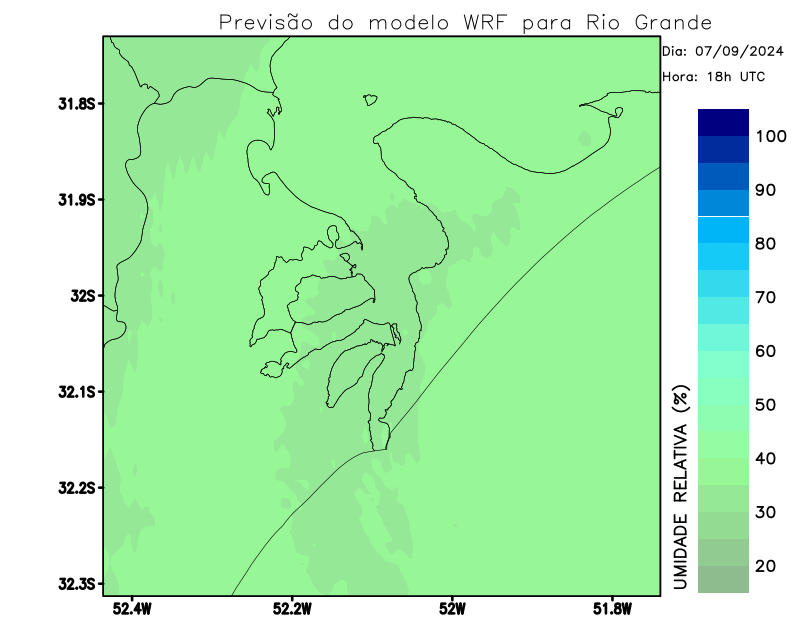 Previsão do modelo WRF para Rio Grande
Dia: 07/09/2024
Hora: 18h UTC
31.8S
31.9S
32S
32.1S
32.2S
32.3S
52.4W
52.2W
52W
51.8W
100
90
80
70
60
50
40
30
20
UMIDADE RELATIVA (%)